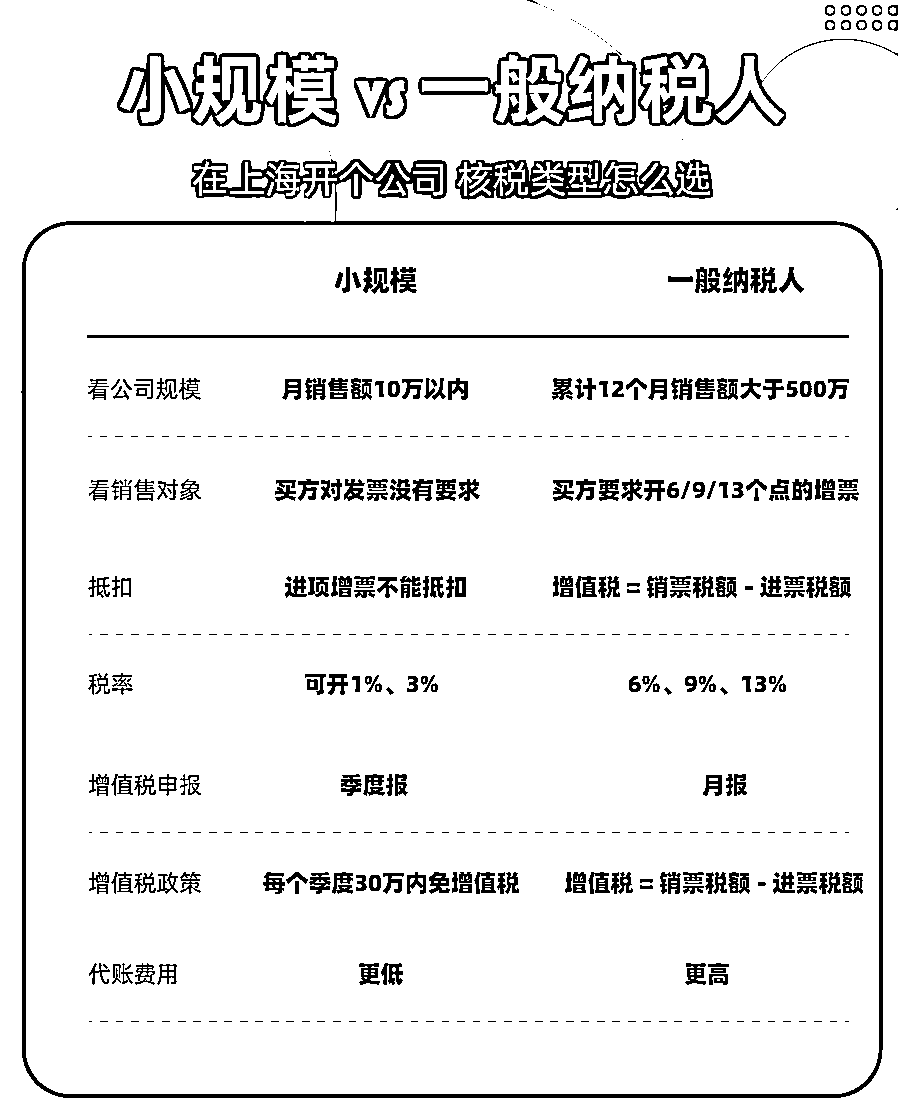 小规模 vs 一般纳税人
在上海开个公司 核税类型怎么选
小规模 一般纳税人
看公司规模 月销售额10万以内 累计12个月销售额大于500万
看销售对象 买方对发票没有要求 买方要求开6/9/13个点的增票
抵扣 进项增票不能抵扣 增值税 = 销票税额 - 进票税额
税率 可开1%、3% 6%、9%、13%
增值税申报 季度报 月报
增值税政策 每个季度30万内免增值税 增值税 = 销票税额 - 进票税额
代账费用 更低 更高